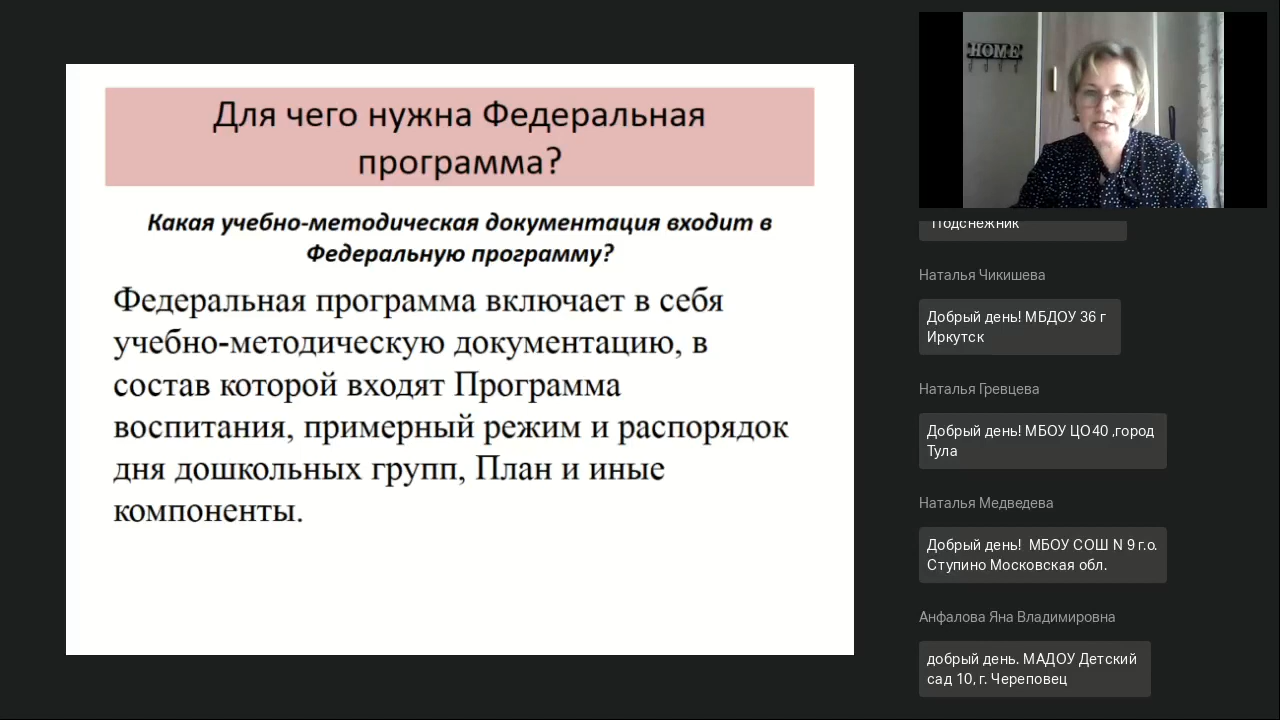 Для чего нужна Федеральная
программа?
Какая учебно-методическая документация входит в
Федеральную программу?
Федеральная программа включает в себя
учебно-методическую документацию, в
состав которой входят Программа
воспитания, примерный режим и распорядок
дня дошкольных групп, План и иные
компоненты.
HOME
Подснежник
Наталья Чикишева
Добрый день! МБДОУ 36 г
Иркутск
Наталья Гревцева
Добрый день! МБОУ ЦО40 ,город
Тула
Наталья Медведева
Добрый день!  МБОУ СОШ N 9 г.о.
Ступино Московская обл.
Анфалова Яна Владимировна
добрый день. МАДОУ Детский
сад 10, г. Череповец